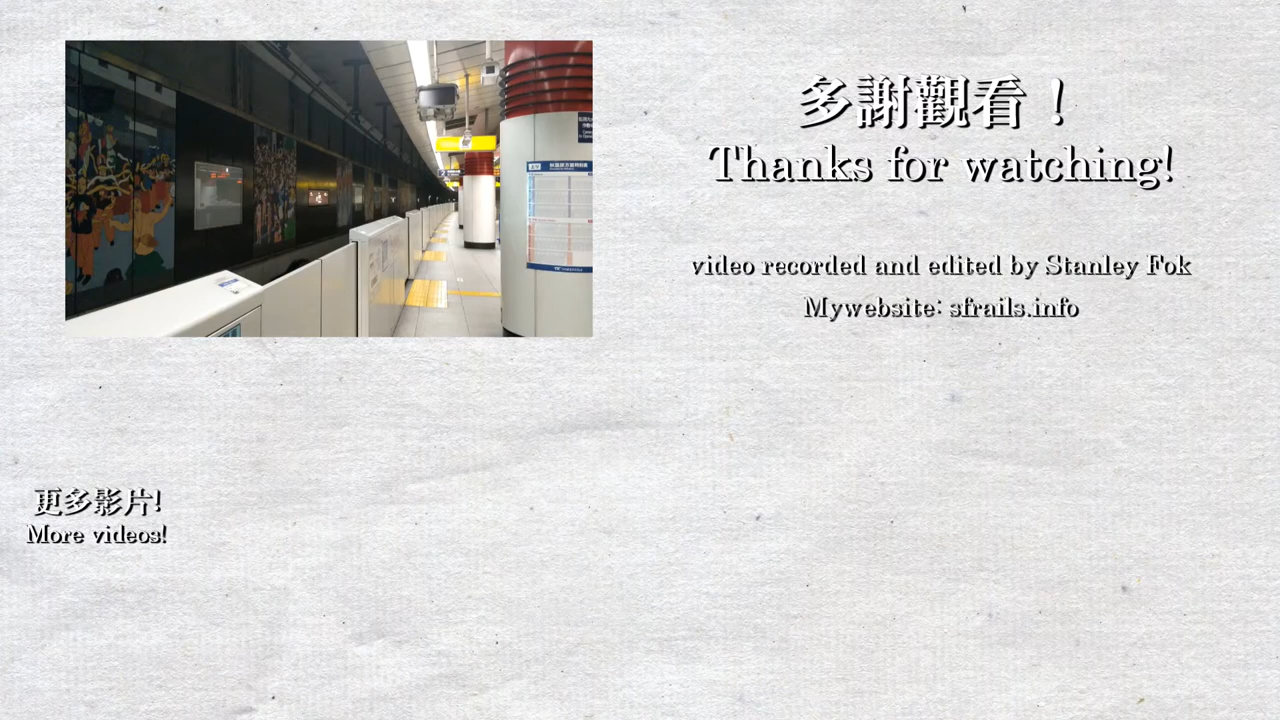 多謝觀看！
Thanks for watching!
video recorded and edited by Stanley Fok
Mywebsite: sfrails.info
更多影片!
More videos!